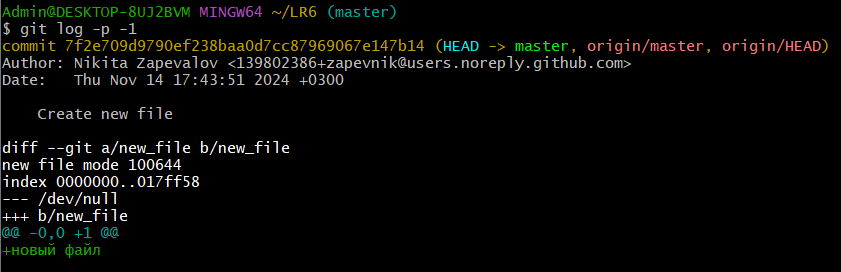 Admin@DESKTOP-8UJ2BVM MINGW64 ~/LR6 (master)
$ git log -p -1
commit 7f2e709d9790ef238baa0d7cc87969067e147b14 (HEAD -> master, origin/master, origin/HEAD)
Author: Nikita Zapevalov <139802386+zapevnik@users.noreply.github.com>
Date:   Thu Nov 14 17:43:51 2024 +0300

    Create new file

diff --git a/new_file b/new_file
new file mode 100644
index 0000000..017ff58
--- /dev/null
+++ b/new_file
@@ -0,0 +1 @@
+новый файл